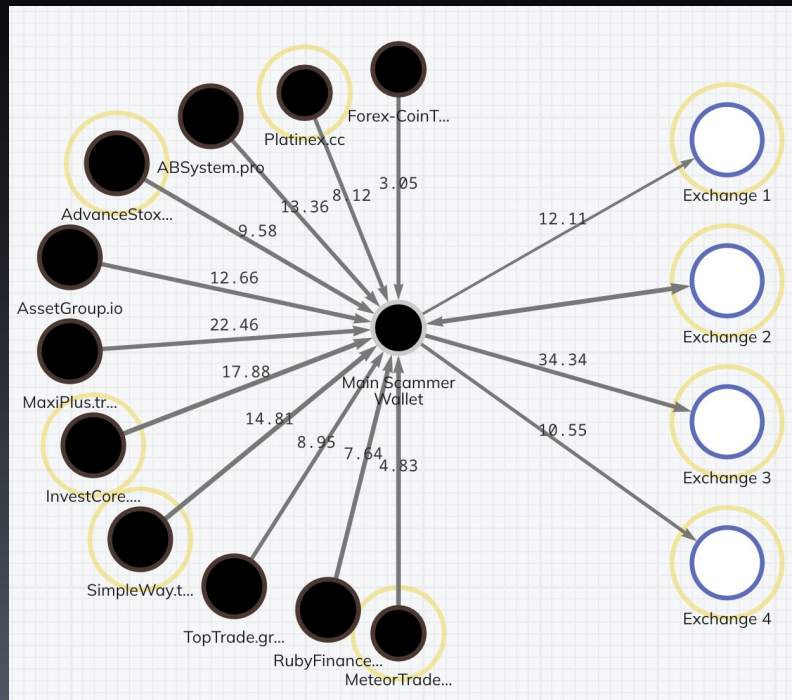 Forex-CoinT...
Platinex.cc
ABSystem.pro
3.05
8.12
13.36
AdvanceStox...
9.58
12.66
AssetGroup.io
22.46
MaxiPlus.tr...
17.88
InvestCore....
14.81
SimpleWay.t...
8.95
TopTrade.gr...
7.64
RubyFinance...
4.83
MeteorTrade...
Main Scammer
Wallet
12.11
Exchange 1
Exchange 2
34.34
Exchange 3
10.55
Exchange 4